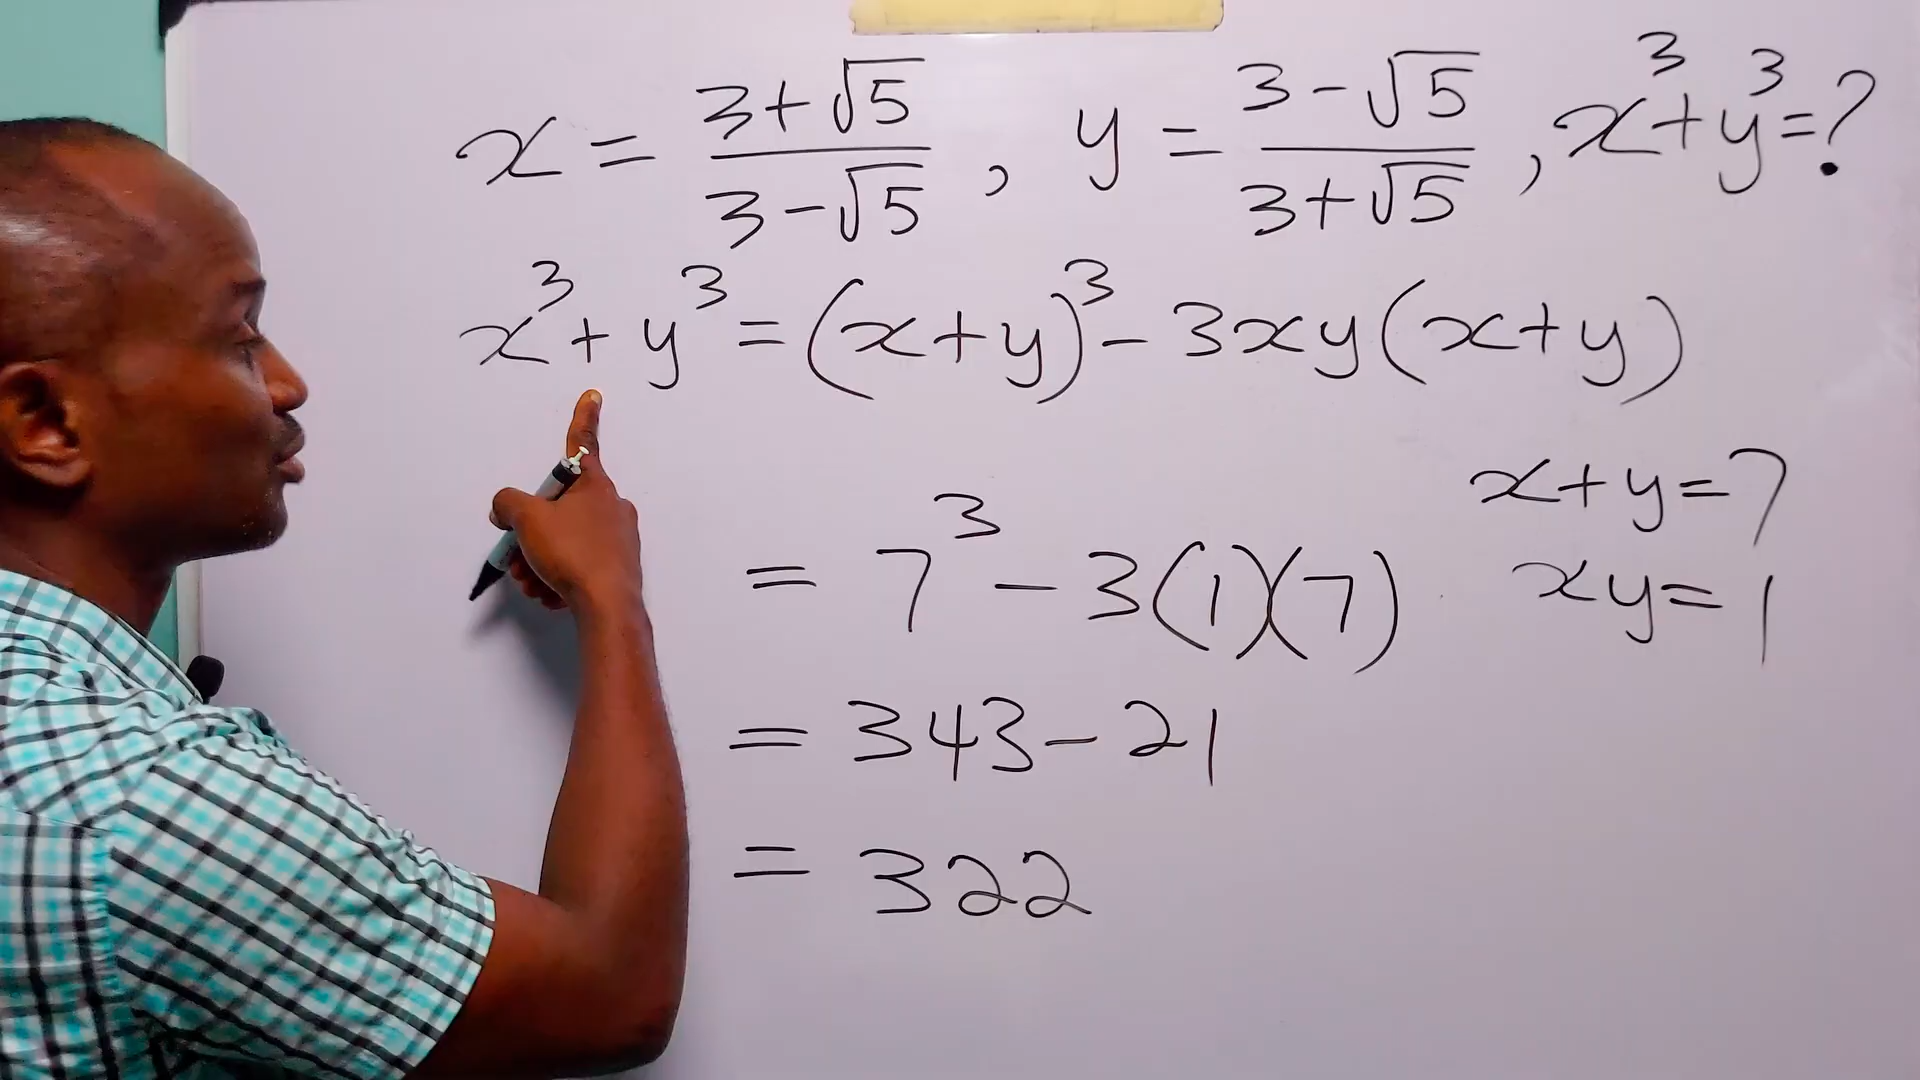 x = (3+√5)/(3-√5), y = (3-√5)/(3+√5), x³+y³=?
x³+y³=(x+y)³-3xy(x+y)
x+y=7
= 7³-3(1)(7)
xy=1
= 343-21
= 322